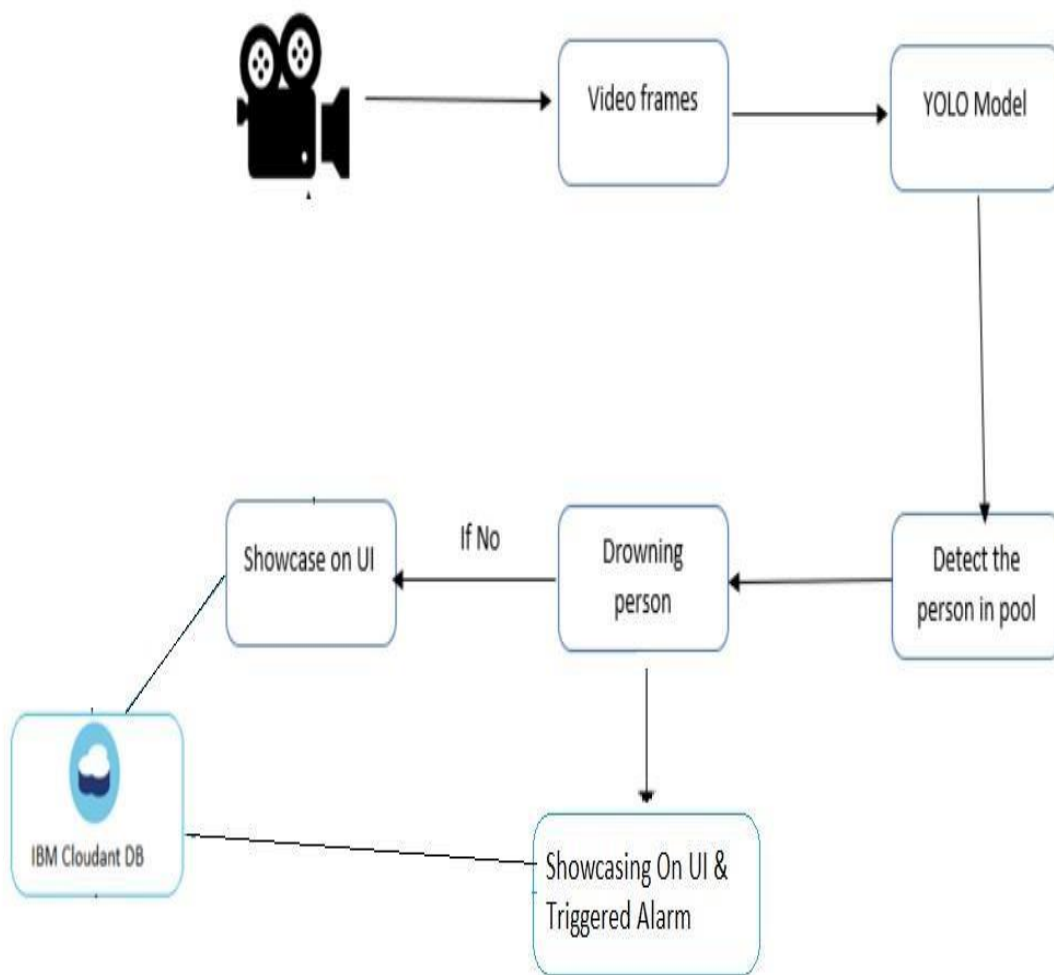 Video frames
YOLO Model
Showcase on UI
If No
Drowning
person
Detect the
person in pool
IBM Cloudant DB
Showcasing On UI &
Triggered Alarm